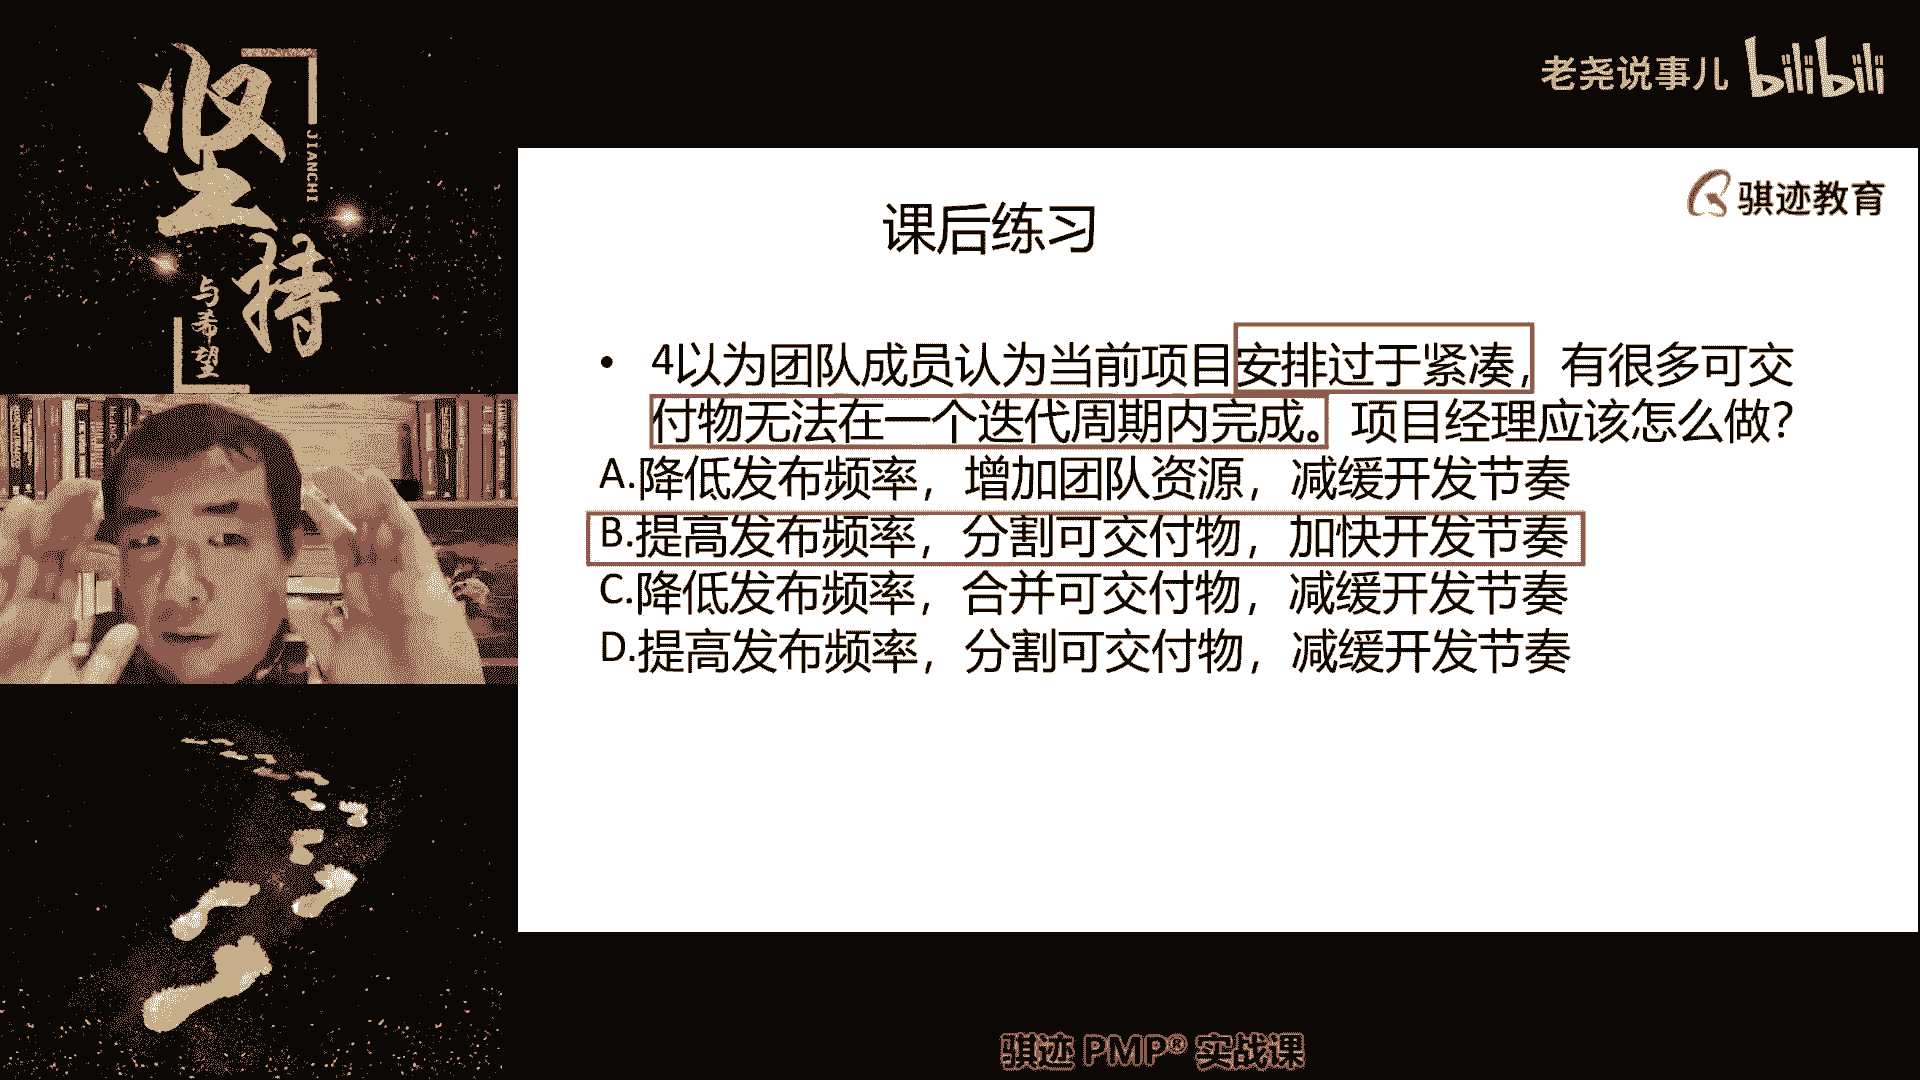 坚持
JIANCHI
与希望
老尧说事儿 bilibili
骐迹教育
课后练习
• 4以为团队成员认为当前项目安排过于紧凑，有很多可交
付物无法在一个迭代周期内完成。项目经理应该怎么做？
A.降低发布频率，增加团队资源，减缓开发节奏
B.提高发布频率，分割可交付物，加快开发节奏
C.降低发布频率，合并可交付物，减缓开发节奏
D.提高发布频率，分割可交付物，减缓开发节奏
骐迹 PMP® 实战课